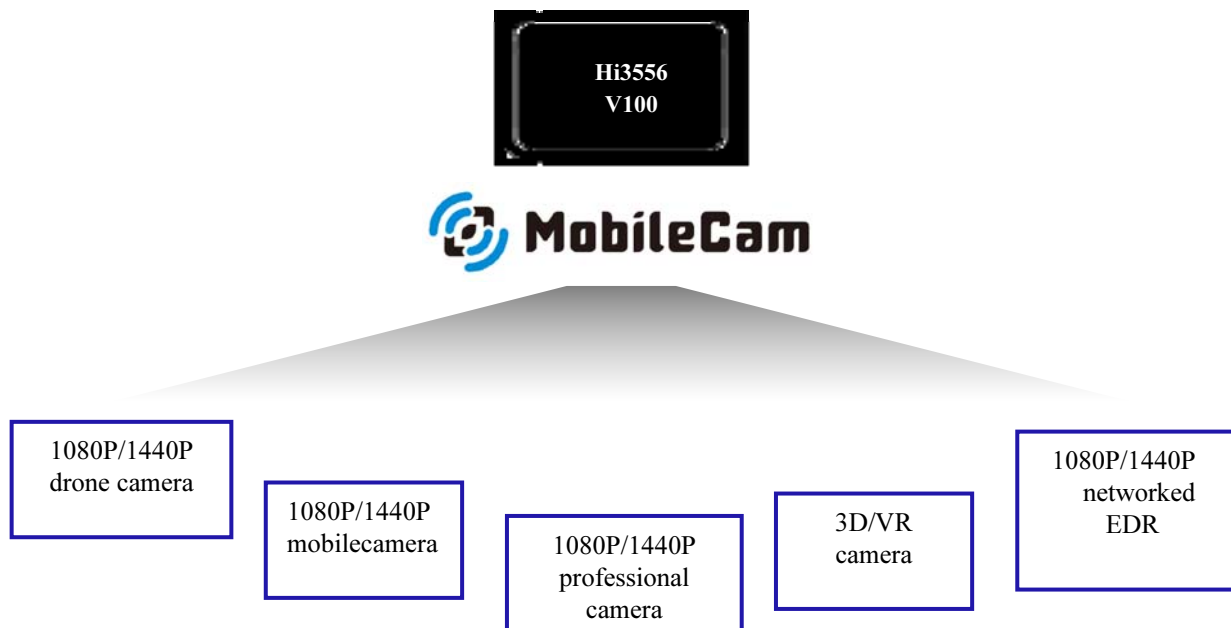 Hi3556
V100
MobileCam
1080P/1440P
drone camera
1080P/1440P
mobilecamera
1080P/1440P
professional
camera
3D/VR
camera
1080P/1440P
networked
EDR